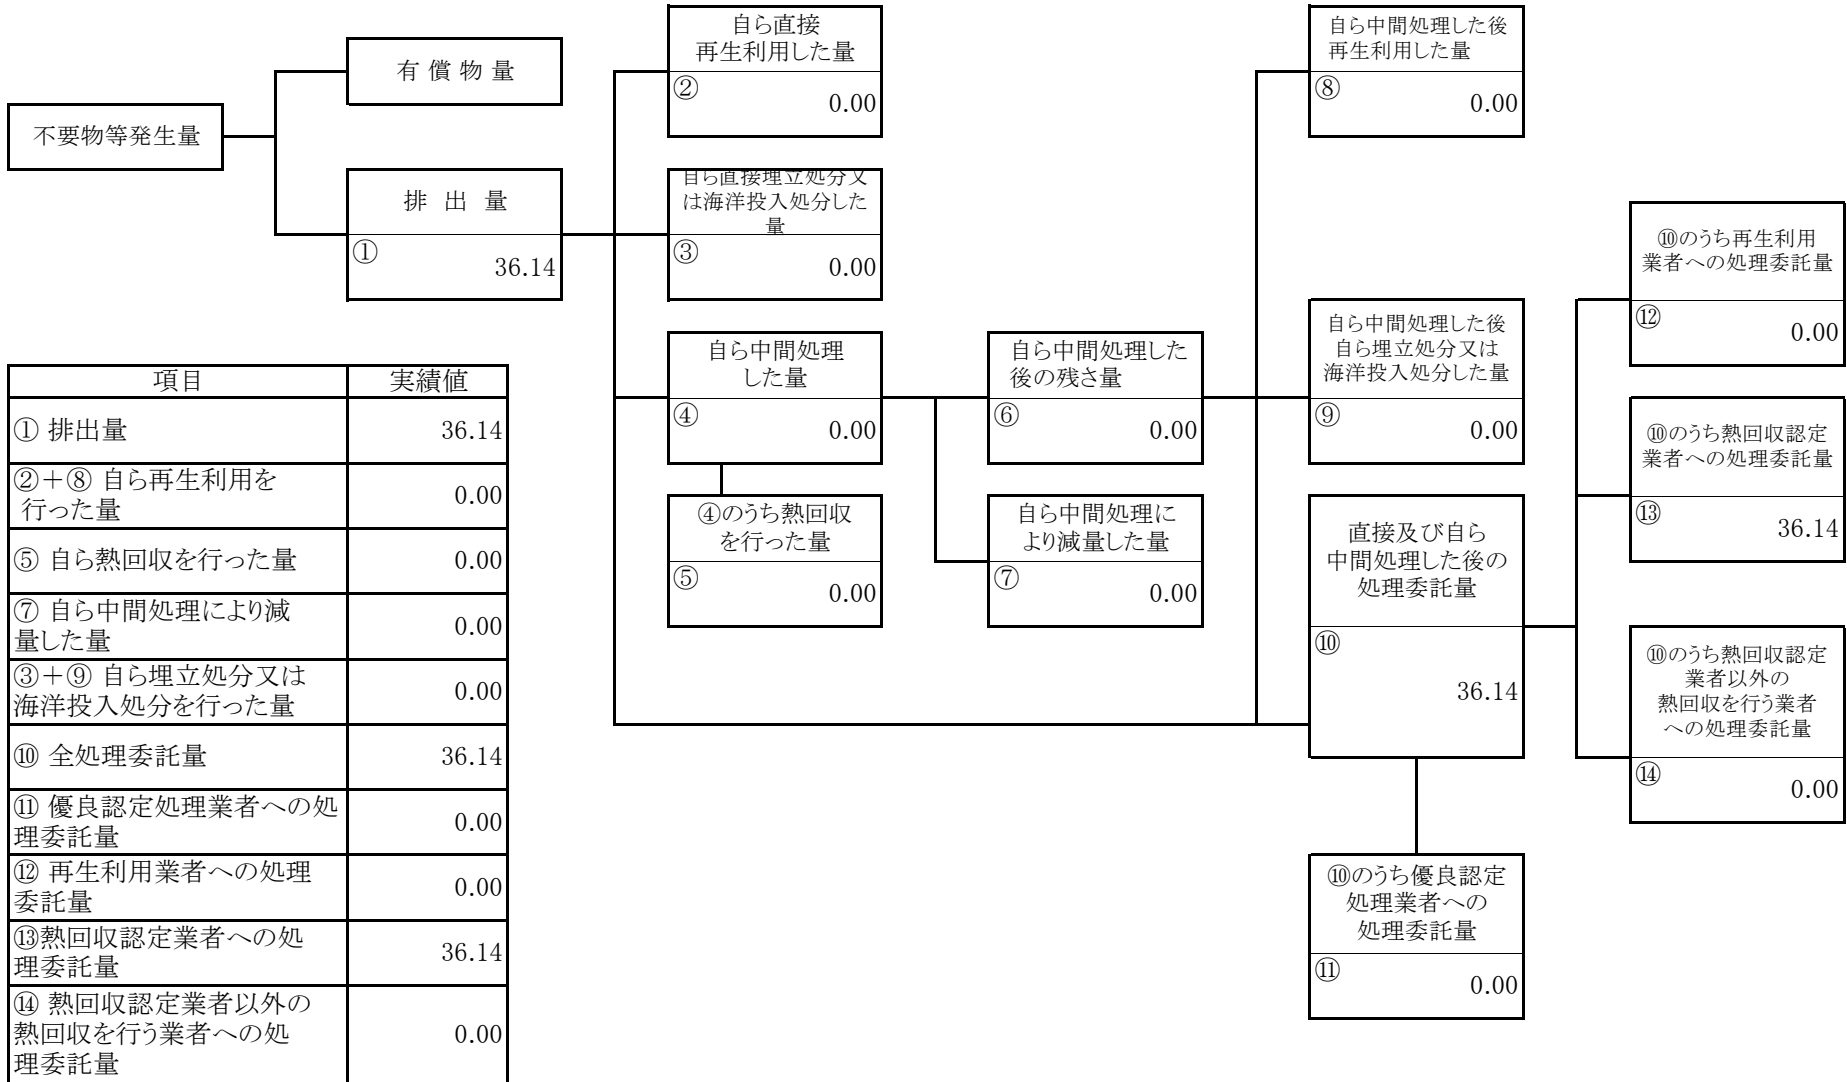 不要物等発生量
有 償 物 量
排 出 量
①
36.14
自ら直接
再生利用した量
②
0.00
自ら直接埋立処分又
は海洋投入処分した
量
③
0.00
自ら中間処理
した量
④
0.00
④のうち熱回収
を行った量
⑤
0.00
自ら中間処理した
後の残さ量
⑥
0.00
自ら中間処理に
より減量した量
⑦
0.00
自ら中間処理した後
再生利用した量
⑧
0.00
自ら中間処理した後
自ら埋立処分又は
海洋投入処分した量
⑨
0.00
直接及び自ら
中間処理した後の
処理委託量
⑩
36.14
⑩のうち優良認定
処理業者への
処理委託量
⑪
0.00
⑩のうち再生利用
業者への処理委託量
⑫
0.00
⑩のうち熱回収認定
業者への処理委託量
⑬
36.14
⑩のうち熱回収認定
業者以外の
熱回収を行う業者
への処理委託量
⑭
0.00
項目 実績値
① 排出量 36.14
②＋⑧ 自ら再生利用を
行った量
0.00
⑤ 自ら熱回収を行った量 0.00
⑦ 自ら中間処理により減
量した量
0.00
③＋⑨ 自ら埋立処分又は
海洋投入処分を行った量
0.00
⑩ 全処理委託量 36.14
⑪ 優良認定処理業者への処
理委託量
0.00
⑫ 再生利用業者への処理
委託量
0.00
⑬熱回収認定業者への処
理委託量
36.14
⑭ 熱回収認定業者以外の
熱回収を行う業者への処
理委託量
0.00